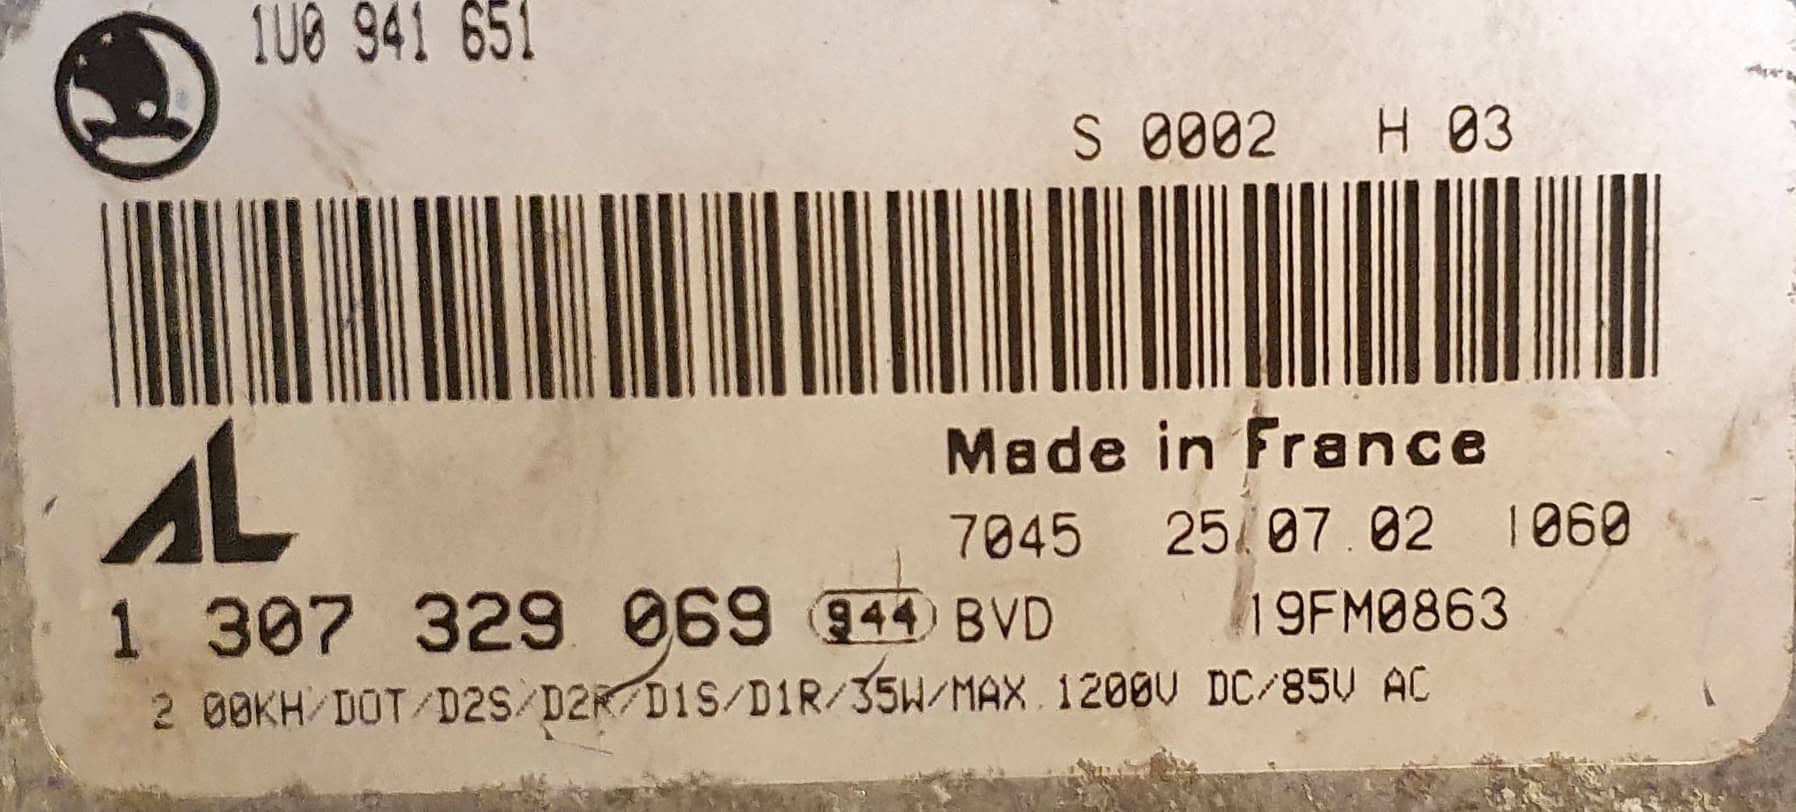 1U0 941 651
S 0002 H 03
AL
Made in France
7045 25.07.02 1060
1 307 329 069 944 BVD 19FM0863
2 00KH/DOT/D2S/D2R/D1S/D1R/35W/MAX.1200V DC/85V AC